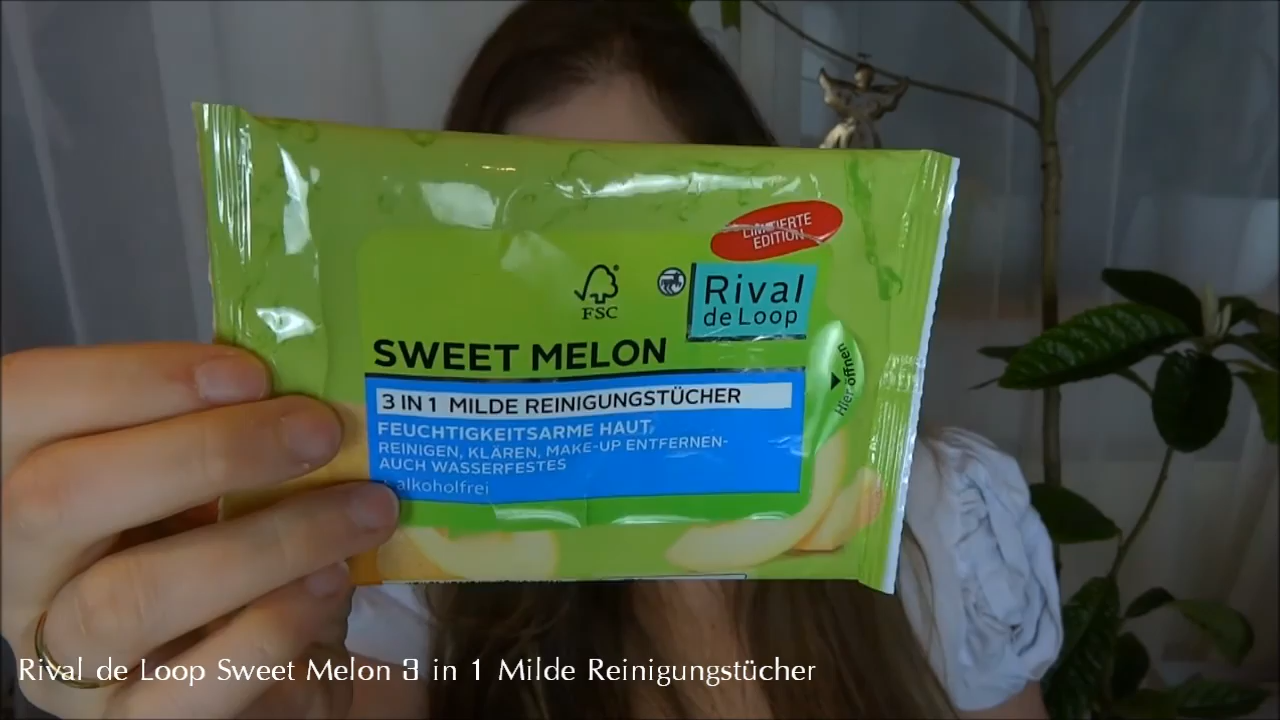 LIMITIERTE
EDITION
FSC
Rival
de Loop
SWEET MELON
3 IN 1 MILDE REINIGUNGSTÜCHER
FEUCHTIGKEITSARME HAUT
REINIGEN, KLÄREN, MAKE-UP ENTFERNEN-
AUCH WASSERFESTES
alkoholfrei
Hier öffnen
Rival de Loop Sweet Melon 3 in 1 Milde Reinigungstücher